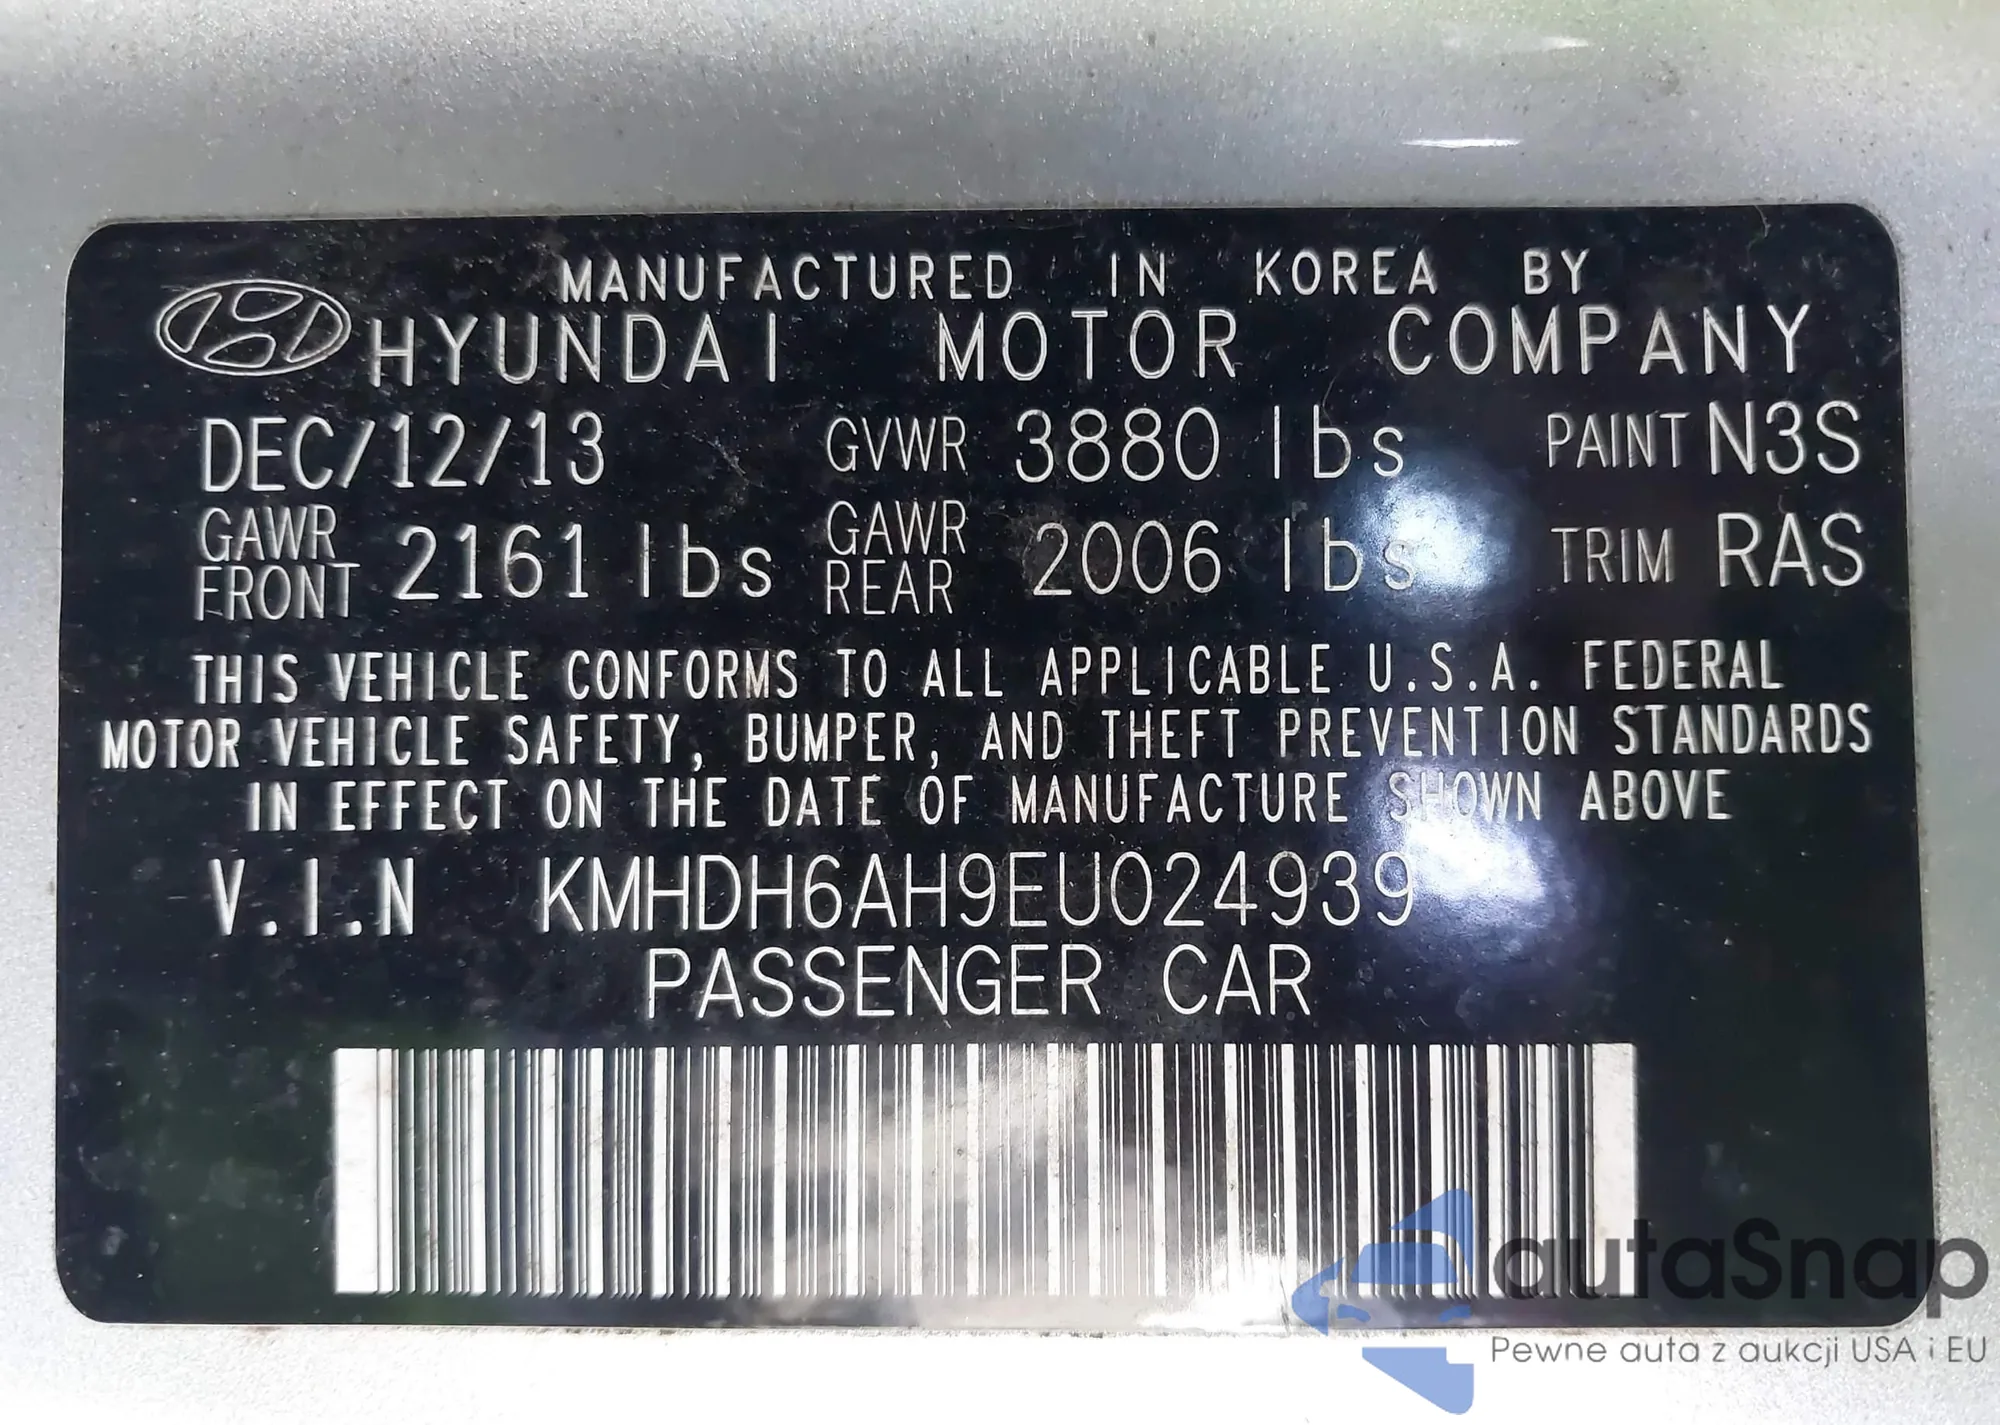 MANUFACTURED IN KOREA BY
HYUNDAI MOTOR COMPANY
DEC/12/13 GVWR 3880 lbs PAINT N3S
GAWR FRONT 2161 lbs GAWR REAR 2006 lbs TRIM RAS
THIS VEHICLE CONFORMS TO ALL APPLICABLE U.S.A. FEDERAL
MOTOR VEHICLE SAFETY, BUMPER, AND THEFT PREVENTION STANDARDS
IN EFFECT ON THE DATE OF MANUFACTURE SHOWN ABOVE
V.I.N KMHDH6AH9EU024939
PASSENGER CAR
autaSnap
Pewne auta z aukcji USA i EU